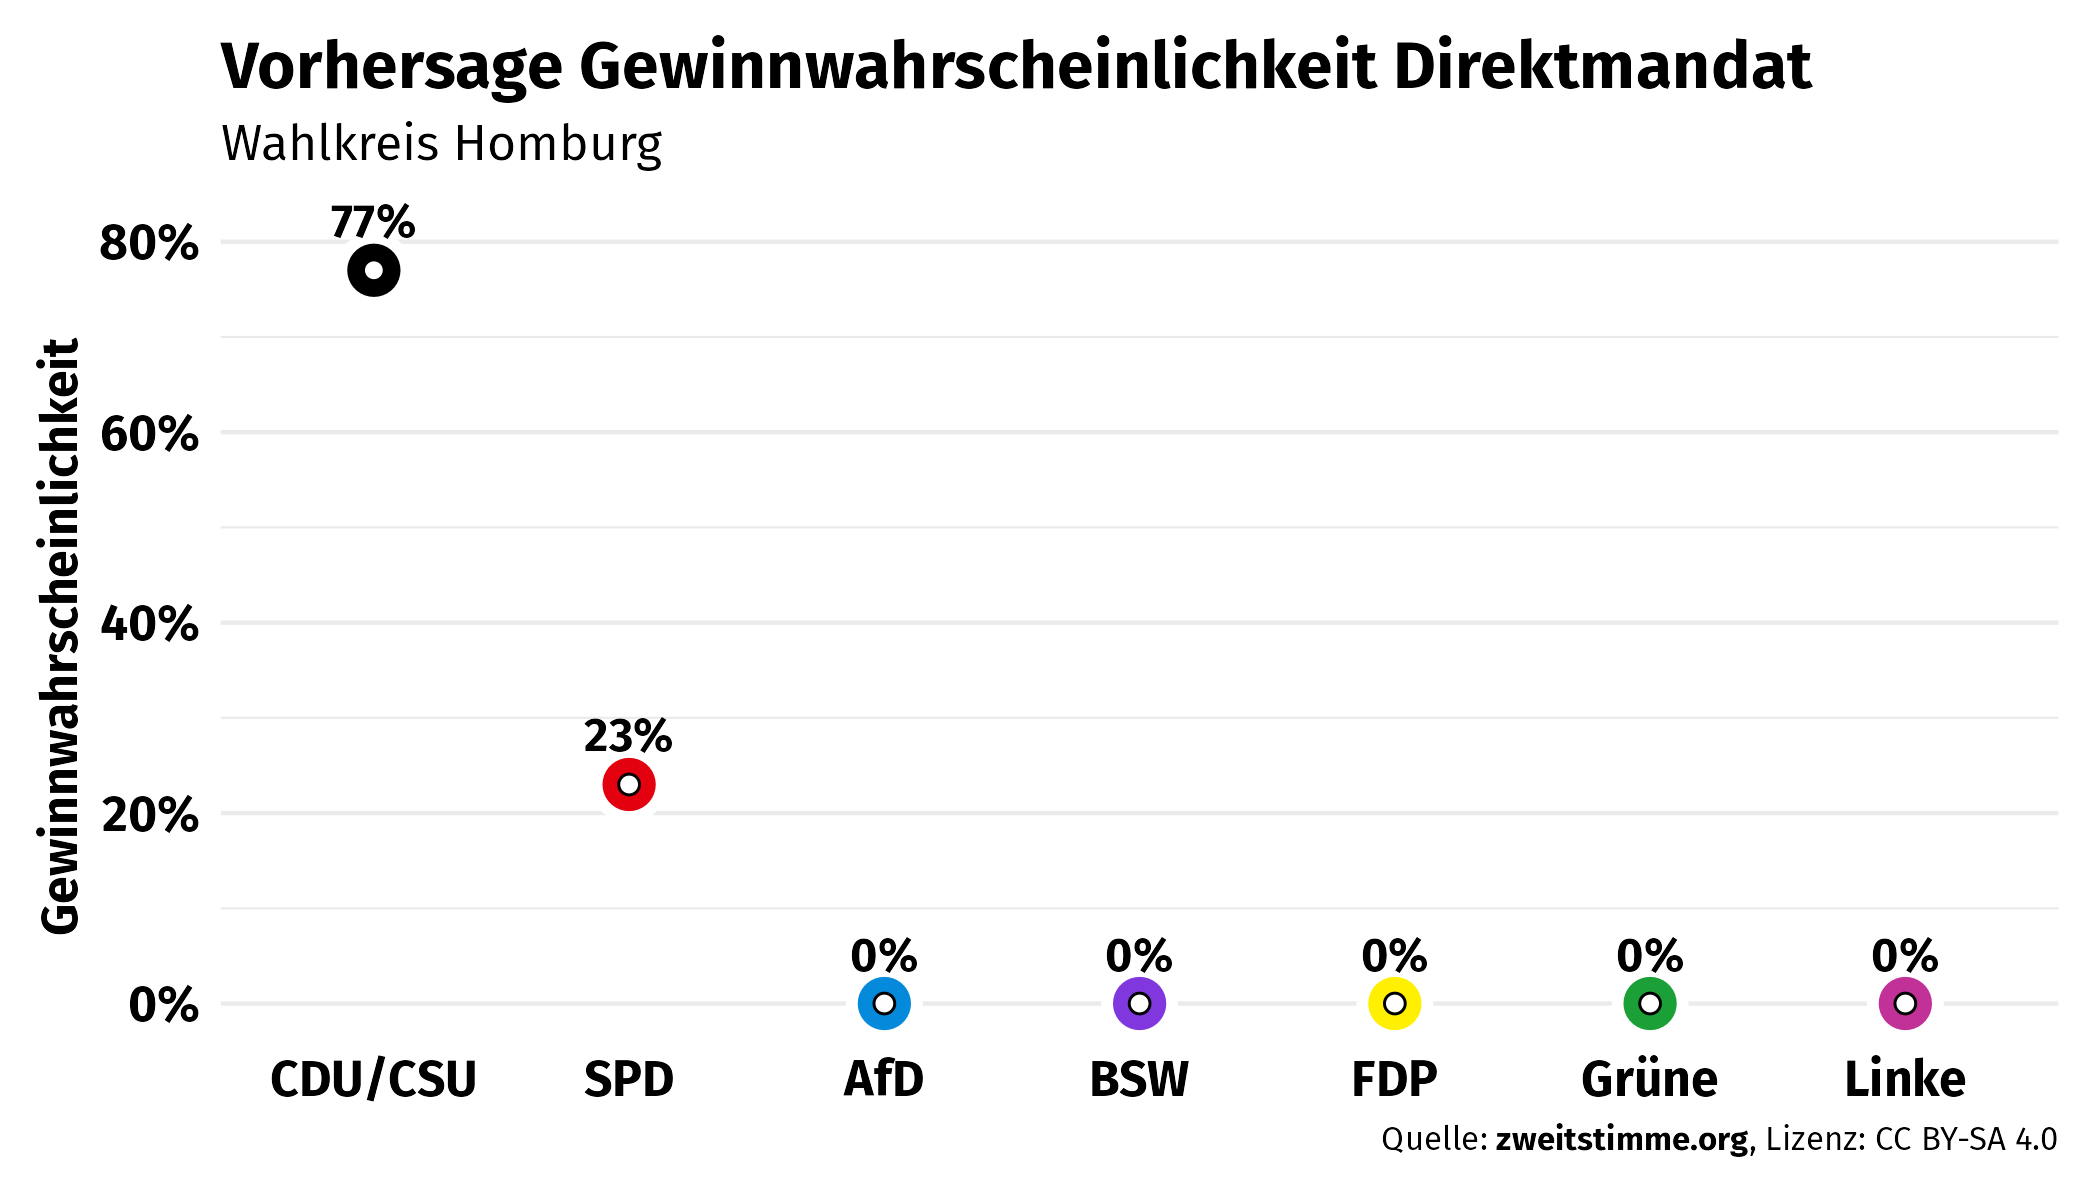 Vorhersage Gewinnwahrscheinlichkeit Direktmandat
Wahlkreis Homburg
Gewinnwahrscheinlichkeit
80%
60%
40%
20%
0%
77%
23%
0%
0%
0%
0%
0%
CDU/CSU
SPD
AfD
BSW
FDP
Grüne
Linke
Quelle: zweitstimme.org, Lizenz: CC BY-SA 4.0